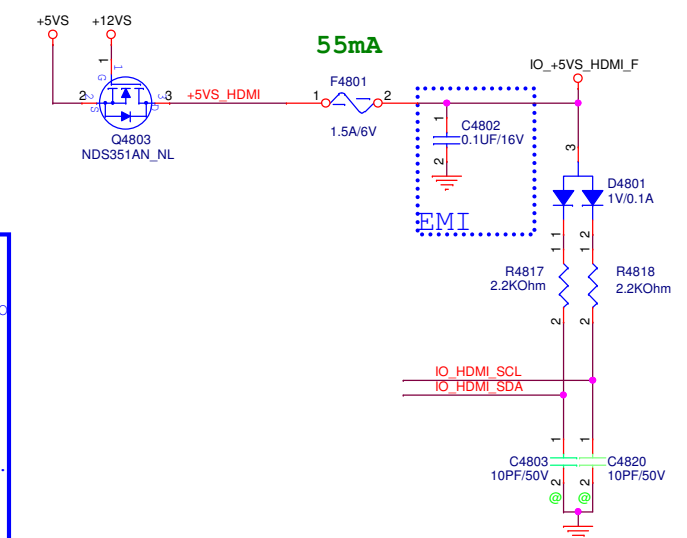 +5VS
+12VS
55mA
IO_+5VS_HDMI_F
1
G
2
S
3
D
+5VS_HDMI
F4801
1
2
1.5A/6V
Q4803
NDS351AN_NL
1
C4802
0.1UF/16V
2
EMI
3
D4801
1V/0.1A
1
2
1
1
R4817
2.2KOhm
R4818
2.2KOhm
2
2
IO_HDMI_SCL
IO_HDMI_SDA
1
1
C4803
10PF/50V
C4820
10PF/50V
2
2
@
@